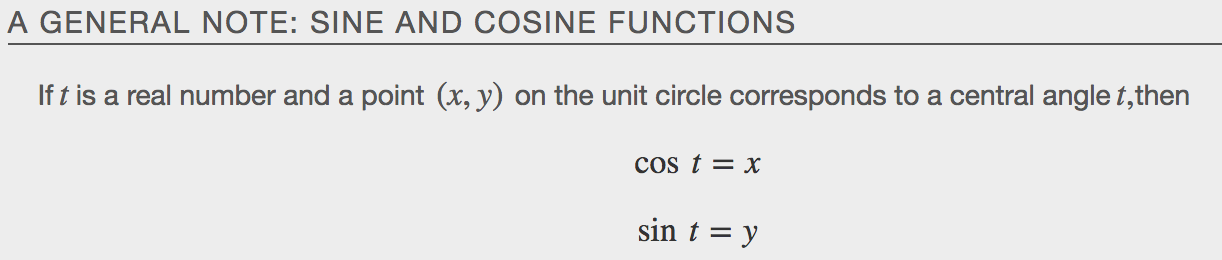 A GENERAL NOTE: SINE AND COSINE FUNCTIONS
If t is a real number and a point (x, y) on the unit circle corresponds to a central angle t,then
cos t = x
sin t = y